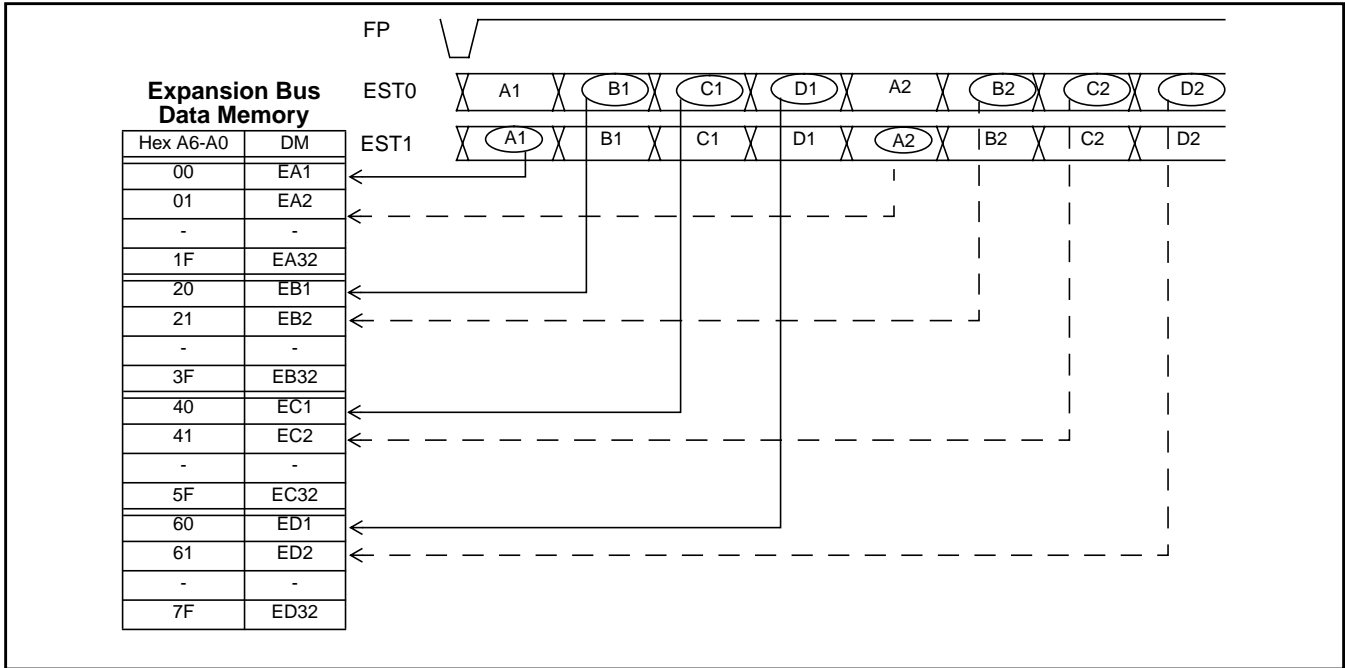 FP
EST0 A1 B1 C1 D1 A2 B2 C2 D2
EST1 A1 B1 C1 D1 A2 B2 C2 D2
Expansion Bus
Data Memory
Hex A6-A0 DM
00 EA1
01 EA2
- -
1F EA32
20 EB1
21 EB2
- -
3F EB32
40 EC1
41 EC2
- -
5F EC32
60 ED1
61 ED2
- -
7F ED32